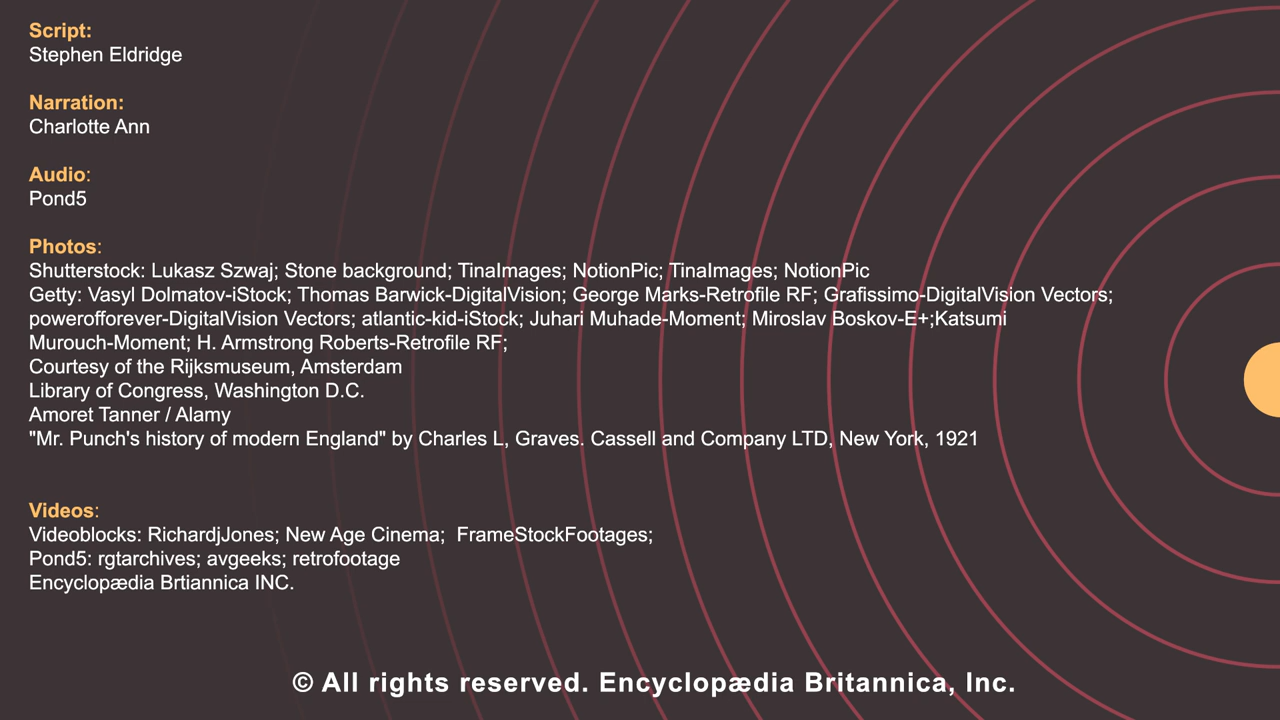 Script:
Stephen Eldridge
Narration:
Charlotte Ann
Audio:
Pond5
Photos:
Shutterstock: Lukasz Szwaj; Stone background; TinaImages; NotionPic; TinaImages; NotionPic
Getty: Vasyl Dolmatov-iStock; Thomas Barwick-DigitalVision; George Marks-Retrofile RF; Grafissimo-DigitalVision Vectors;
powerofforever-DigitalVision Vectors; atlantic-kid-iStock; Juhari Muhade-Moment; Miroslav Boskov-E+;Katsumi
Murouch-Moment; H. Armstrong Roberts-Retrofile RF;
Courtesy of the Rijksmuseum, Amsterdam
Library of Congress, Washington D.C.
Amoret Tanner / Alamy
"Mr. Punch's history of modern England" by Charles L, Graves. Cassell and Company LTD, New York, 1921
Videos:
Videoblocks: RichardjJones; New Age Cinema;  FrameStockFootages;
Pond5: rgtarchives; avgeeks; retrofootage
Encyclopædia Brtiannica INC.
© All rights reserved. Encyclopædia Britannica, Inc.